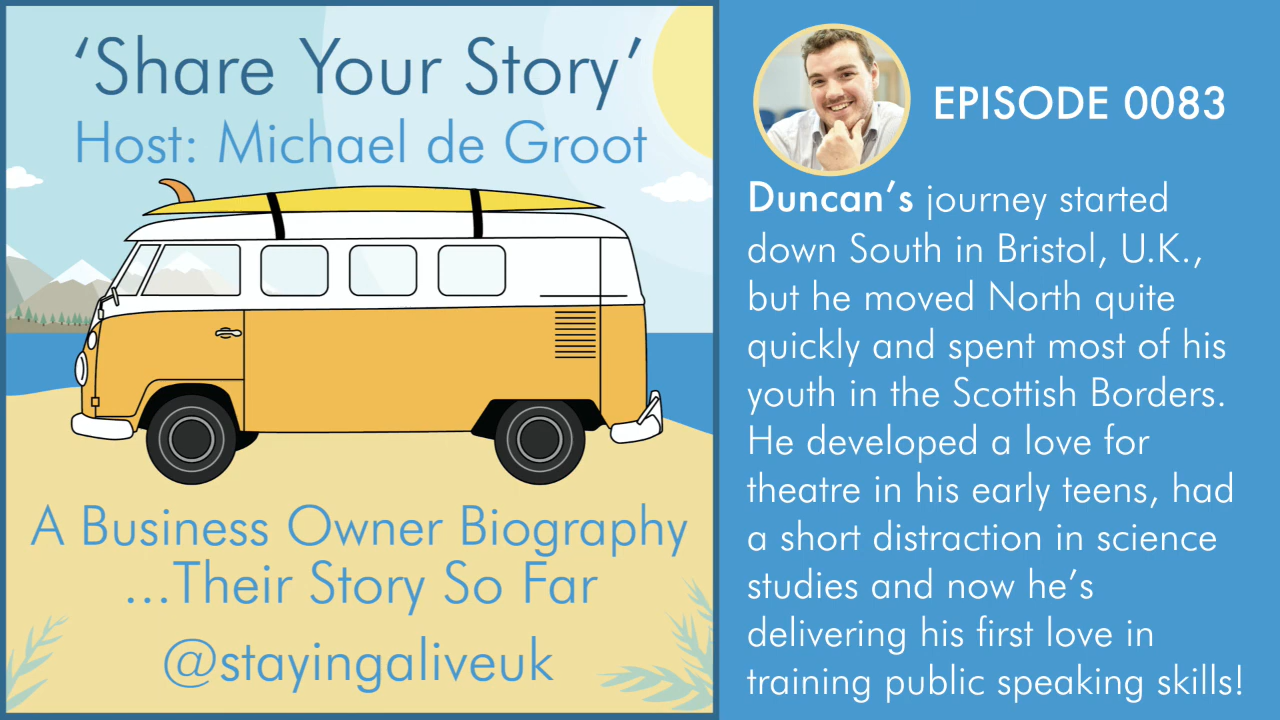 ‘Share Your Story’
Host: Michael de Groot
A Business Owner Biography
...Their Story So Far
@stayingaliveuk
EPISODE 0083
Duncan’s journey started
down South in Bristol, U.K.,
but he moved North quite
quickly and spent most of his
youth in the Scottish Borders.
He developed a love for
theatre in his early teens, had
a short distraction in science
studies and now he’s
delivering his first love in
training public speaking skills!